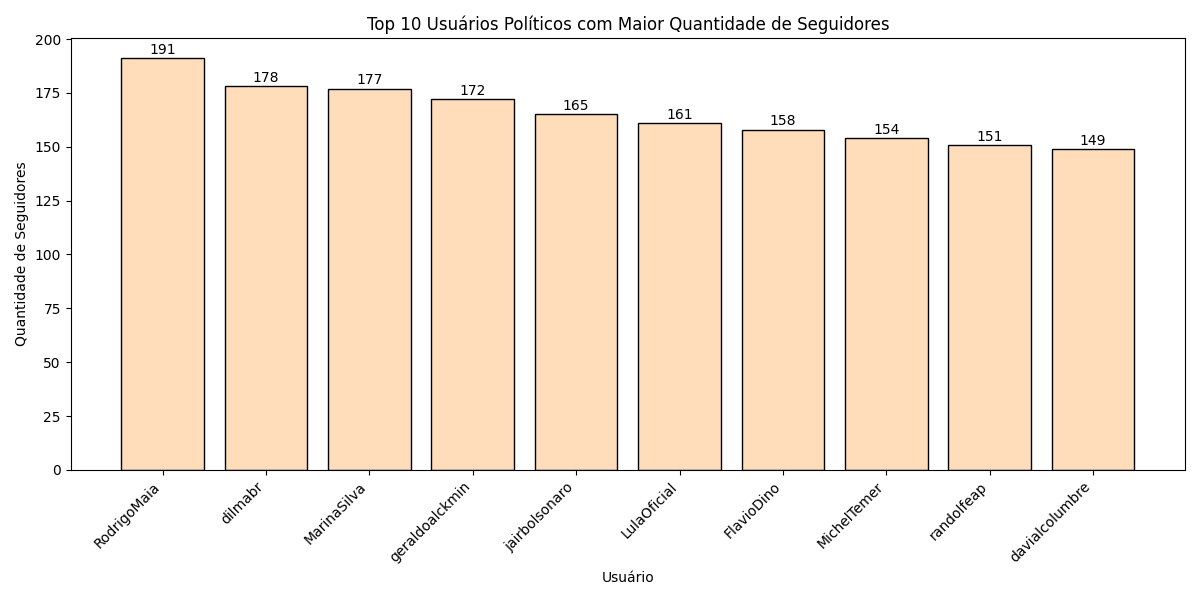 Top 10 Usuários Políticos com Maior Quantidade de Seguidores
Quantidade de Seguidores
200
175
150
125
100
75
50
25
0
191
178
177
172
165
161
158
154
151
149
RodrigoMaia
dilmabr
MarinaSilva
geraldoalckmin
jairbolsonaro
LulaOficial
FlavioDino
MichelTemer
randolfeap
davialcolumbre
Usuário